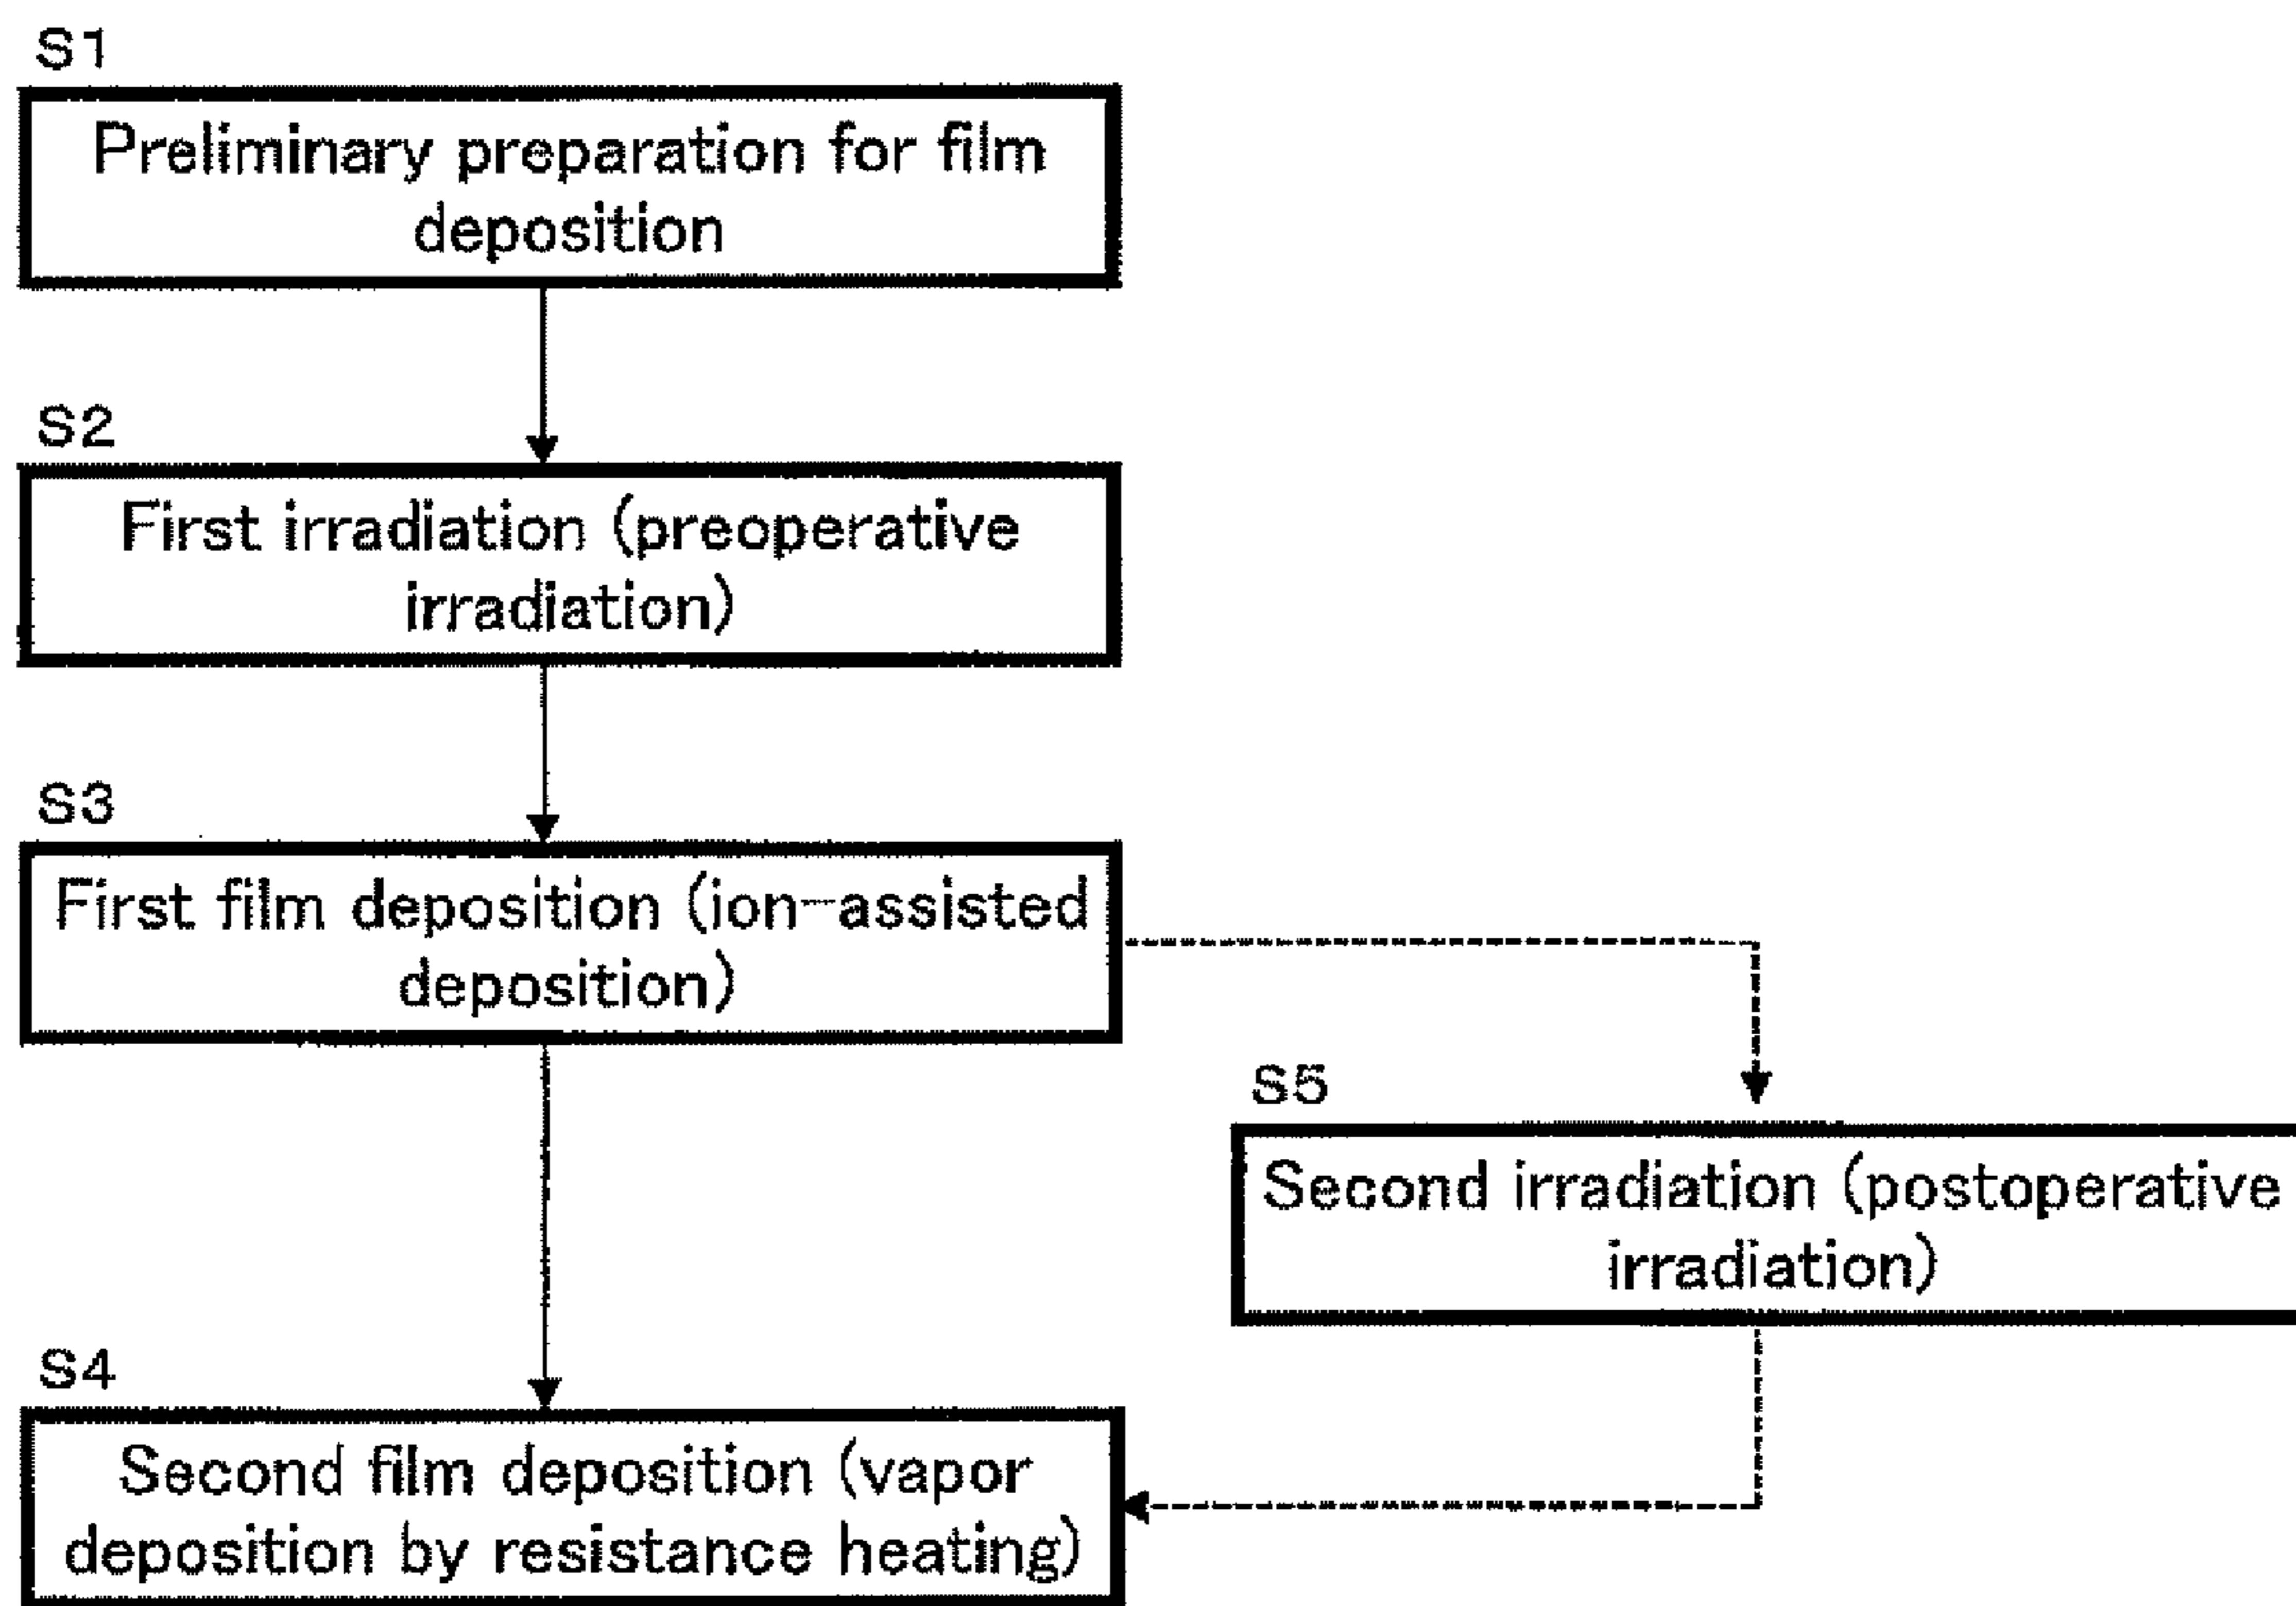 S1
Preliminary preparation for film
deposition
S2
First irradiation (preoperative
irradiation)
S3
First film deposition (ion-assisted
deposition)
S5
Second irradiation (postoperative
irradiation)
S4
Second film deposition (vapor
deposition by resistance heating)